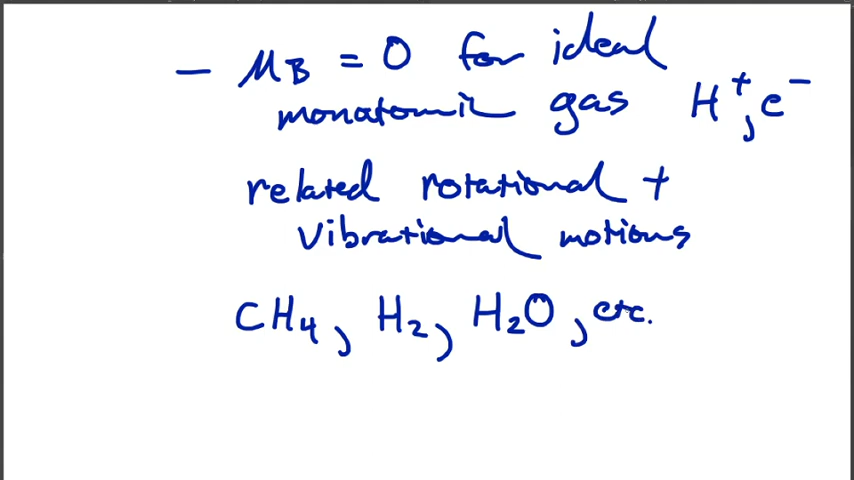 - μB = 0 for ideal
monatomic gas H⁺, e⁻
related rotational +
vibrational motions
CH₄, H₂, H₂O, etc.